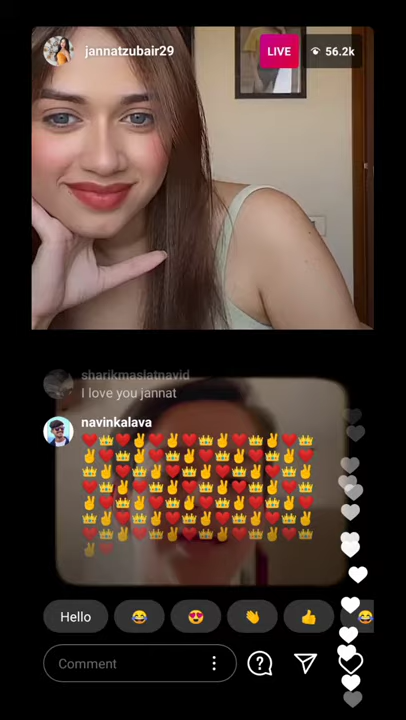 jannatzubair29
LIVE
56.2k
sharikmaslatnavid
I love you jannat
navinkalava
Hello
Comment